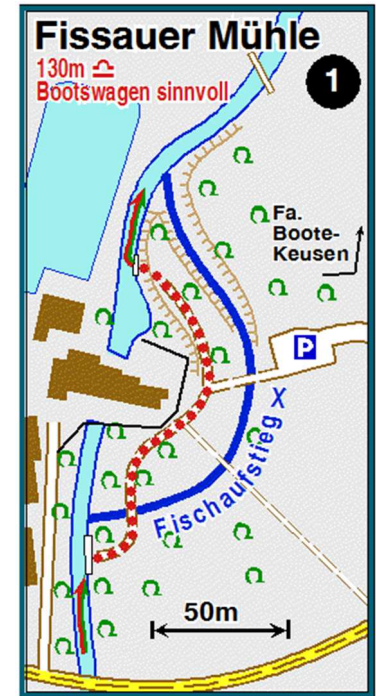 Fissauer Mühle
130m
Bootswagen sinnvoll
1
Fa.
Boote-
Keusen
P
X
Fischaufstieg
50m